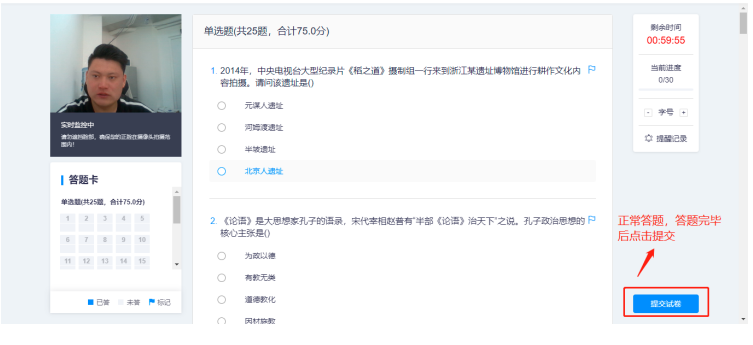 单选题(共25题，合计75.0分)
剩余时间
00:59:55
当前进度
0/30
- 字号 +
提醒记录
实时监控中
请勿遮挡脸部，确保您的正脸在摄像头拍摄范围内!
答题卡
单选题(共25题，合计75.0分)
1 2 3 4 5
6 7 8 9 10
11 12 13 14 15
已答 未答 标记
1. 2014年，中央电视台大型纪录片《稻之道》摄制组一行来到浙江某遗址博物馆进行耕作文化内
容拍摄。请问该遗址是()
元谋人遗址
河姆渡遗址
半坡遗址
北京人遗址
2. 《论语》是大思想家孔子的语录，宋代宰相赵普有"半部《论语》治天下"之说。孔子政治思想的
核心主张是()
为政以德
有教无类
道德教化
因材施教
正常答题，答题完毕
后点击提交
提交试卷